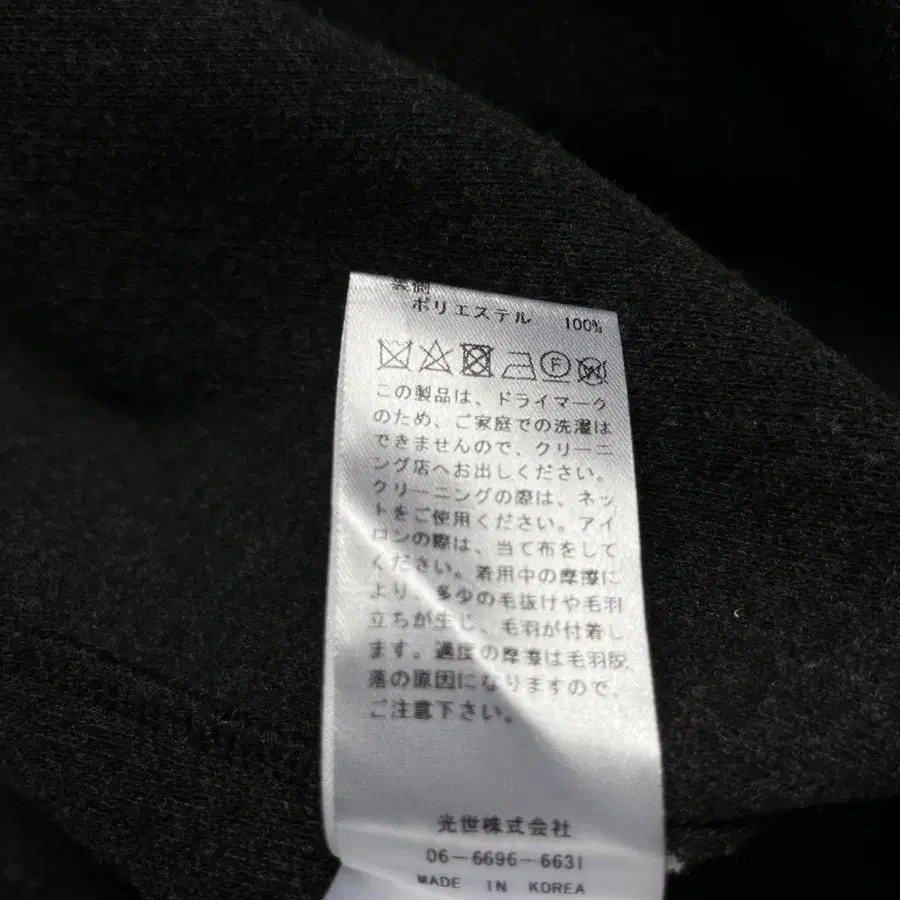 裏側
ポリエステル 100%
F W
この製品は、ドライマーク
のため、ご家庭での洗濯は
できませんので、クリーニ
ング店へお出しください。
クリーニングの際は、ネッ
トをご使用ください。アイ
ロンの際は、当て布をして
ください。着用中の摩擦に
より、多少の毛抜けや毛羽
立ちが生じ、毛羽が付着し
ます。過度の摩擦は毛羽脱
落の原因になりますので、
ご注意下さい。
光世株式会社
06-6696-6631
MADE IN KOREA